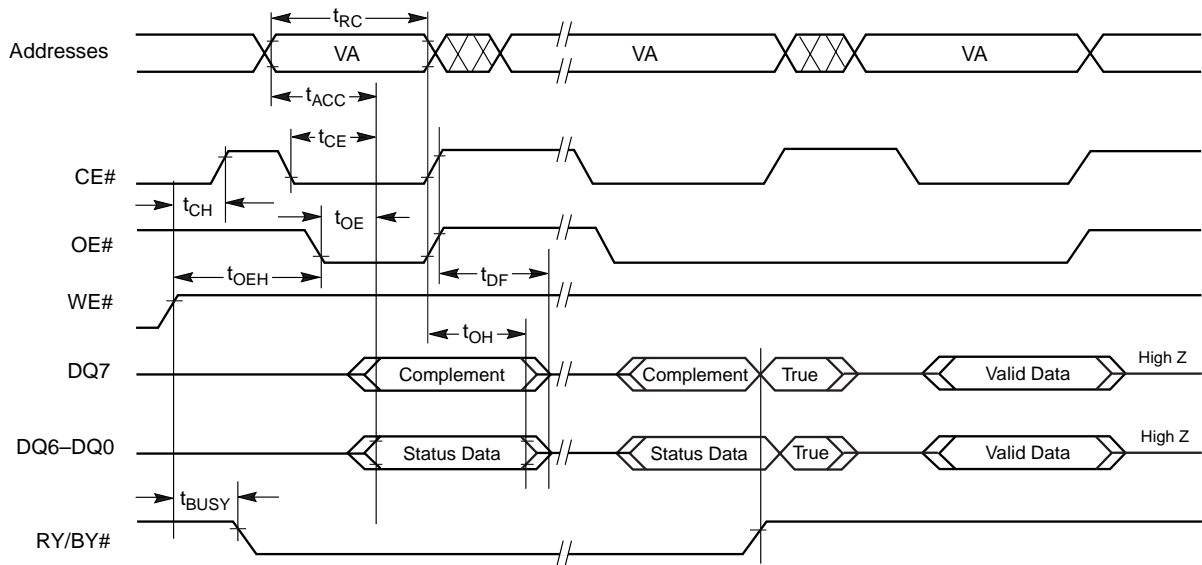 tRC
Addresses VA VA VA
tACC
tCE
CE#
tCH tOE
OE#
tOEH tDF
WE#
tOH
DQ7 Complement Complement True Valid Data High Z
DQ6–DQ0 Status Data Status Data True Valid Data High Z
tBUSY
RY/BY#